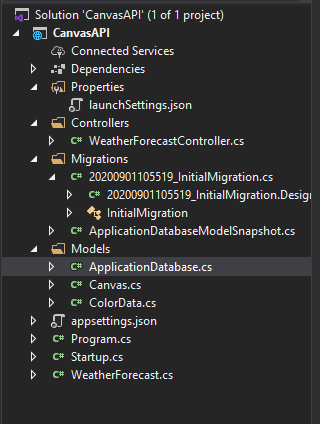 Solution 'CanvasAPI' (1 of 1 project)
CanvasAPI
Connected Services
Dependencies
Properties
launchSettings.json
Controllers
C# WeatherForecastController.cs
Migrations
C# 20200901105519_InitialMigration.cs
C# 20200901105519_InitialMigration.Design
InitialMigration
C# ApplicationDatabaseModelSnapshot.cs
Models
C# ApplicationDatabase.cs
C# Canvas.cs
C# ColorData.cs
appsettings.json
C# Program.cs
C# Startup.cs
C# WeatherForecast.cs